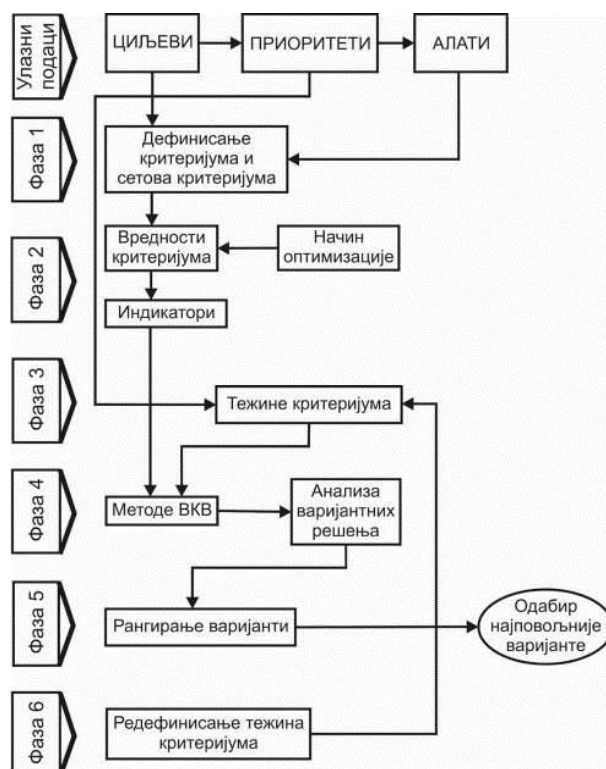 Улазни
подаци
ЦИЉЕВИ
ПРИОРИТЕТИ
АЛАТИ
Фаза 1
Дефинисање
критеријума и
сетова критеријума
Фаза 2
Вредности
критеријума
Начин
оптимизације
Индикатори
Фаза 3
Тежине критеријума
Фаза 4
Методе ВКВ
Анализа
варијантних
решења
Фаза 5
Рангирање варијанти
Одабир
најповољније
варијанте
Фаза 6
Редефинисање тежина
критеријума